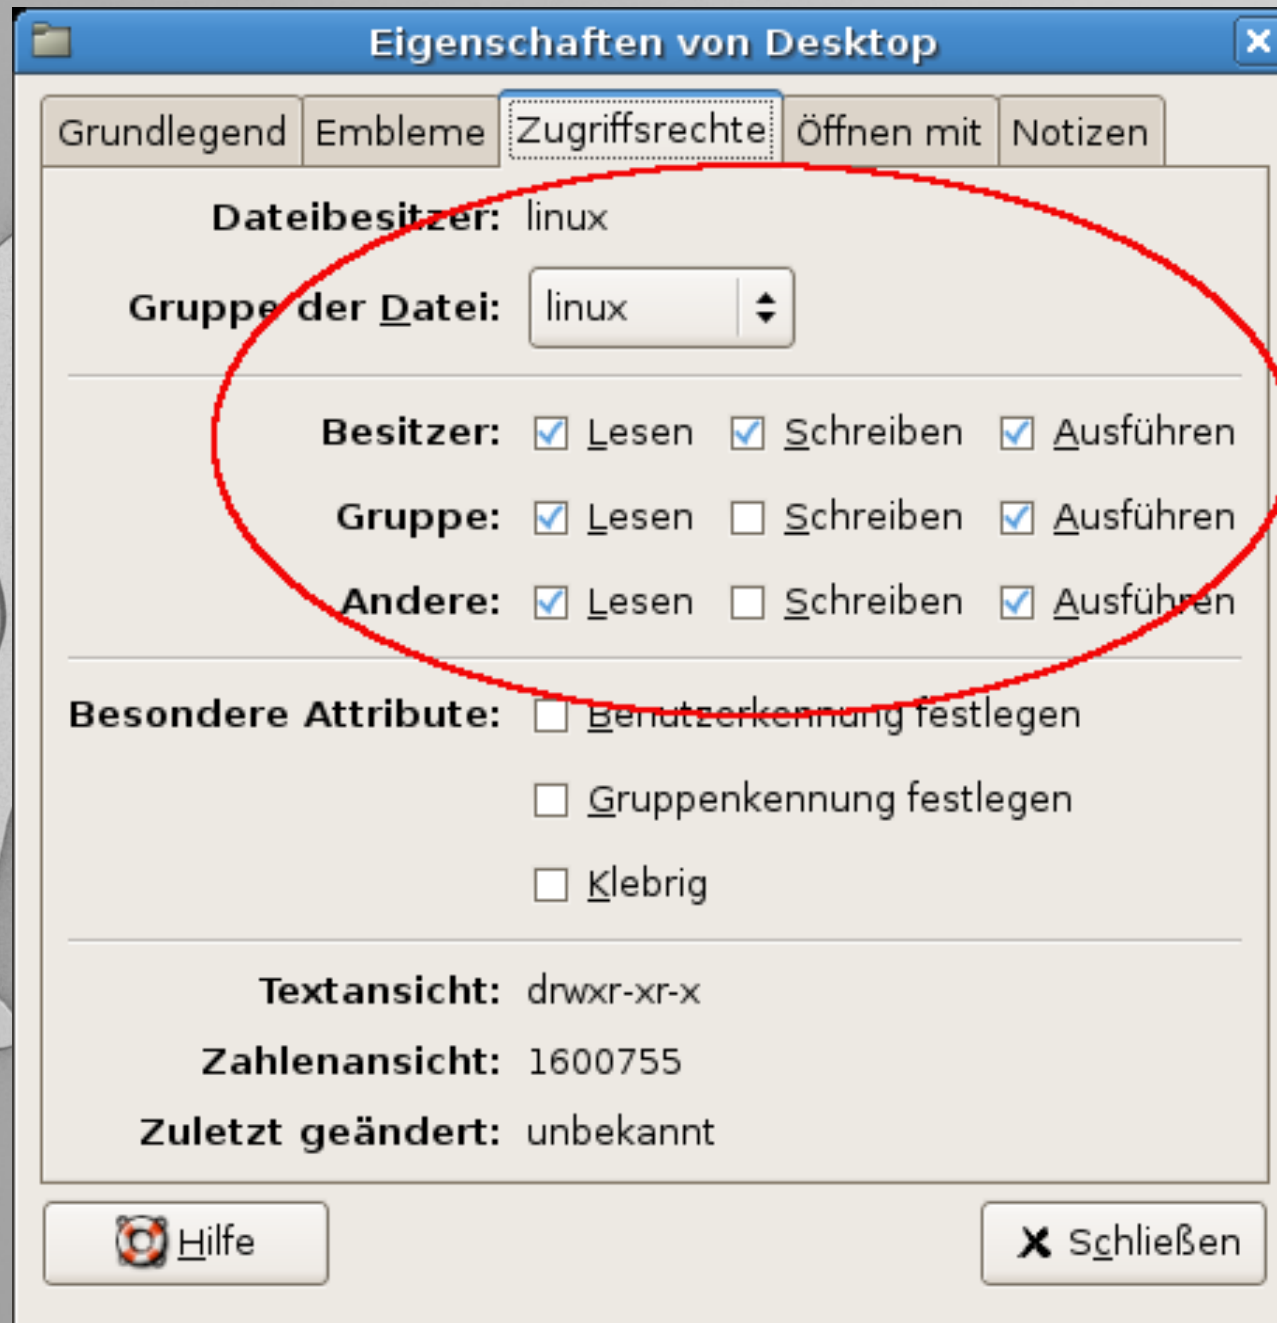 Eigenschaften von Desktop
Grundlegend Embleme Zugriffsrechte Öffnen mit Notizen
Dateibesitzer: linux
Gruppe der Datei: linux
Besitzer: Lesen Schreiben Ausführen
Gruppe: Lesen Schreiben Ausführen
Andere: Lesen Schreiben Ausführen
Besondere Attribute: Benutzerkennung festlegen
Gruppenkennung festlegen
Klebrig
Textansicht: drwxr-xr-x
Zahlenansicht: 1600755
Zuletzt geändert: unbekannt
Hilfe Schließen